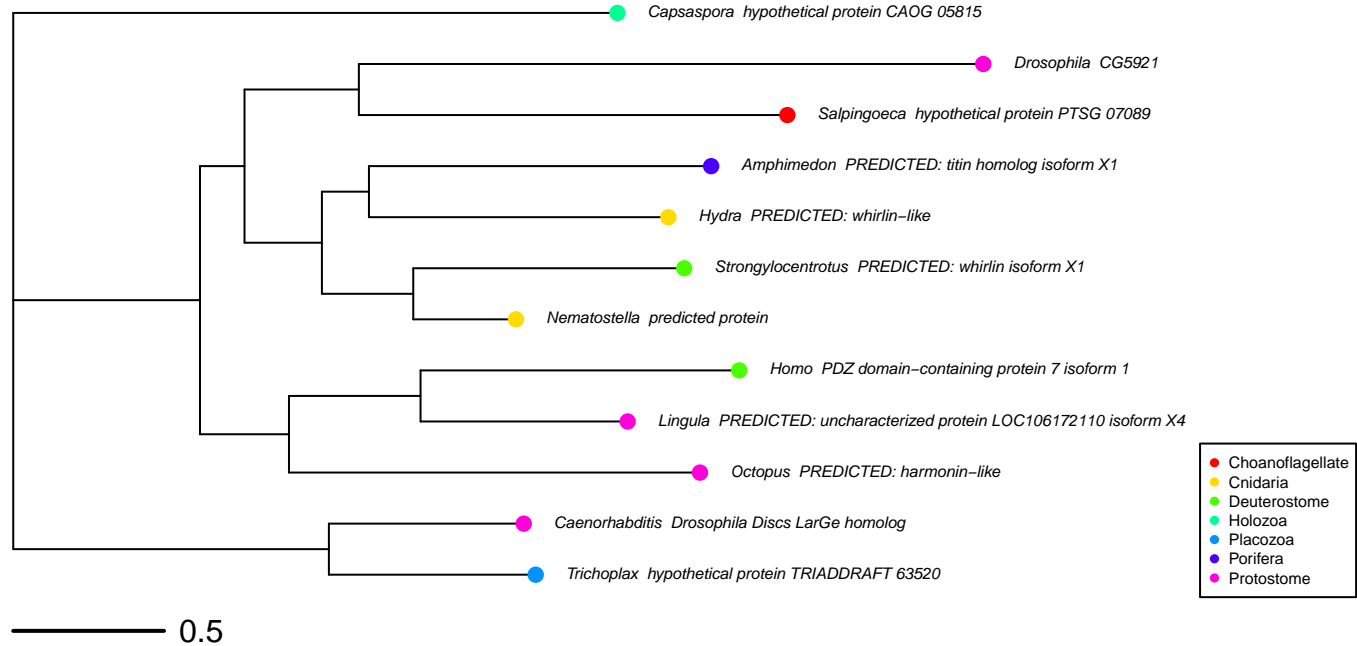 Capsaspora hypothetical protein CAOG 05815
Drosophila CG5921
Salpingoeca hypothetical protein PTSG 07089
Amphimedon PREDICTED: titin homolog isoform X1
Hydra PREDICTED: whirlin−like
Strongylocentrotus PREDICTED: whirlin isoform X1
Nematostella predicted protein
Homo PDZ domain−containing protein 7 isoform 1
Lingula PREDICTED: uncharacterized protein LOC106172110 isoform X4
Octopus PREDICTED: harmonin−like
Caenorhabditis Drosophila Discs LarGe homolog
Trichoplax hypothetical protein TRIADDRAFT 63520
Choanoflagellate
Cnidaria
Deuterostome
Holozoa
Placozoa
Porifera
Protostome
0.5